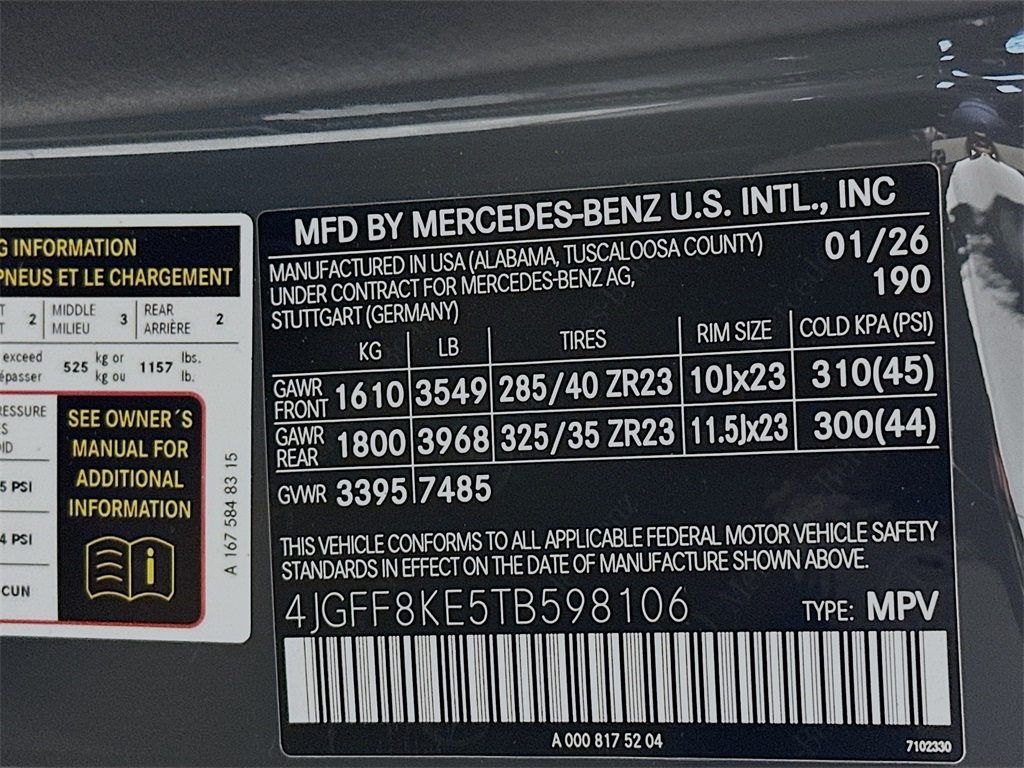 G INFORMATION
PNEUS ET LE CHARGEMENT
T 2 MIDDLE MILIEU 3 REAR ARRIÈRE 2
exceed épasser 525 kg or kg ou 1157 lbs. lb.
RESSURE
5 PSI
4 PSI
CUN
SEE OWNER´S
MANUAL FOR
ADDITIONAL
INFORMATION
A 167 584 83 15
MFD BY MERCEDES-BENZ U.S. INTL., INC
MANUFACTURED IN USA (ALABAMA, TUSCALOOSA COUNTY) 01/26
UNDER CONTRACT FOR MERCEDES-BENZ AG, 190
STUTTGART (GERMANY)
KG LB TIRES RIM SIZE COLD KPA (PSI)
GAWR FRONT 1610 3549 285/40 ZR23 10Jx23 310(45)
GAWR REAR 1800 3968 325/35 ZR23 11.5Jx23 300(44)
GVWR 3395 7485
THIS VEHICLE CONFORMS TO ALL APPLICABLE FEDERAL MOTOR VEHICLE SAFETY
STANDARDS IN EFFECT ON THE DATE OF MANUFACTURE SHOWN ABOVE.
4JGFF8KE5TB598106 TYPE: MPV
A 000 817 52 04
7102330